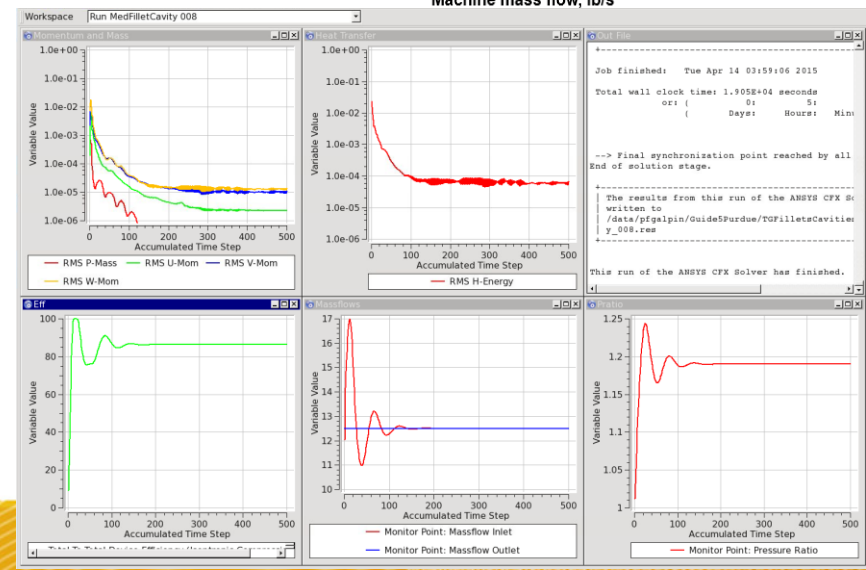 Machine mass flow, lb/s
Workspace Run MedFilletCavity 008
Momentum and Mass
1.0e+00
1.0e-01
1.0e-02
1.0e-03
1.0e-04
1.0e-05
1.0e-06
Variable Value
0 100 200 300 400 500
Accumulated Time Step
RMS P-Mass RMS U-Mom RMS V-Mom
RMS W-Mom
Heat Transfer
1.0e+00
1.0e-01
1.0e-02
1.0e-03
1.0e-04
1.0e-05
1.0e-06
Variable Value
0 100 200 300 400 500
Accumulated Time Step
RMS H-Energy
Out File
+--------------------------------------------
Job finished: Tue Apr 14 03:59:06 2015
Total wall clock time: 1.905E+04 seconds
or: ( 0: 5:
( Days: Hours: Minu
--> Final synchronization point reached by all
End of solution stage.
+--------------------------------------------
| The results from this run of the ANSYS CFX So
| written to
| /data/pfgalpin/Guide5Purdue/TGFilletsCavities
| y_008.res
+--------------------------------------------
This run of the ANSYS CFX Solver has finished.
Eff
100
80
60
40
20
0
Variable Value
0 100 200 300 400 500
Accumulated Time Step
Massflows
17
16
15
14
13
12
11
10
Variable Value
0 100 200 300 400 500
Accumulated Time Step
Monitor Point: Massflow Inlet
Monitor Point: Massflow Outlet
Pratio
1.25
1.2
1.15
1.1
1.05
1
Variable Value
0 100 200 300 400 500
Accumulated Time Step
Monitor Point: Pressure Ratio